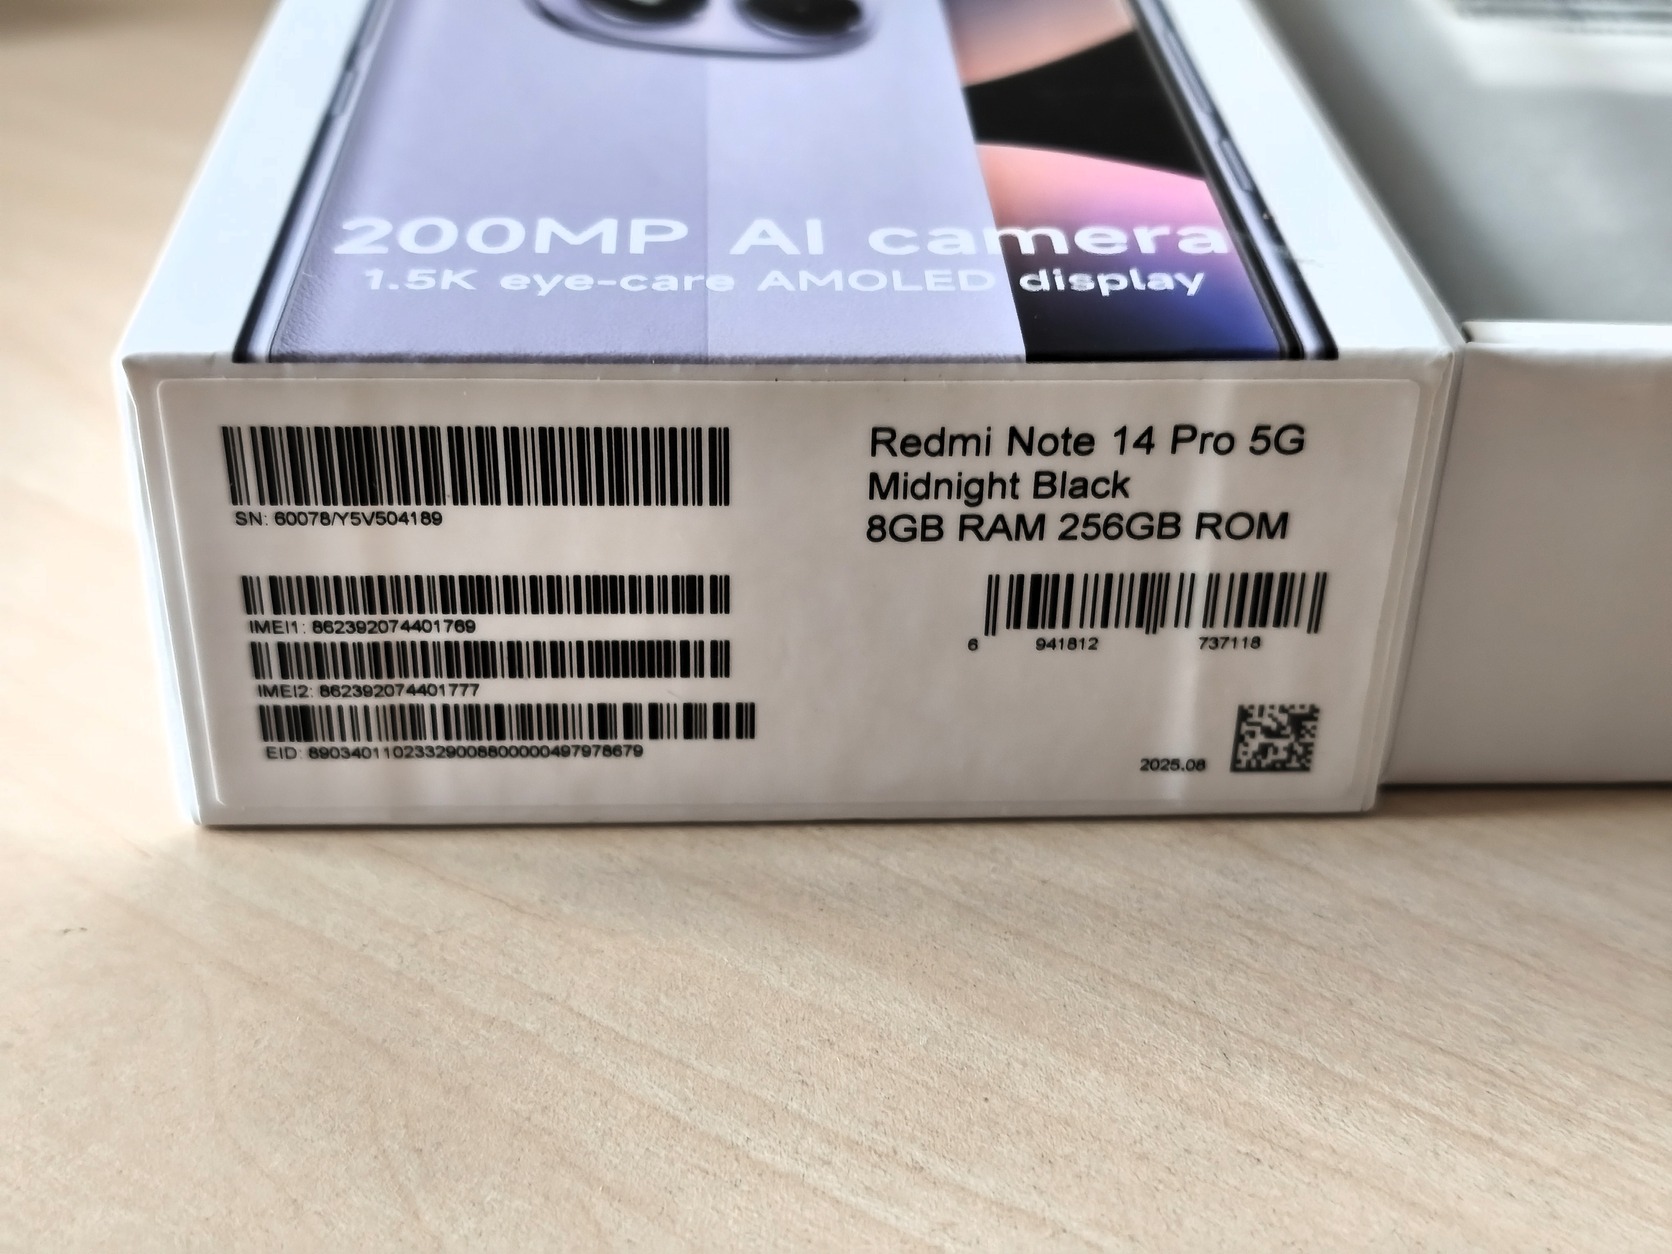 200MP AI camera
1.5K eye-care AMOLED display
SN: 60078/Y5V504189
Redmi Note 14 Pro 5G
Midnight Black
8GB RAM 256GB ROM
IMEI1: 862392074401769
IMEI2: 862392074401777
EID: 89034011023329008800000497978679
6 941812 737118
2025.08